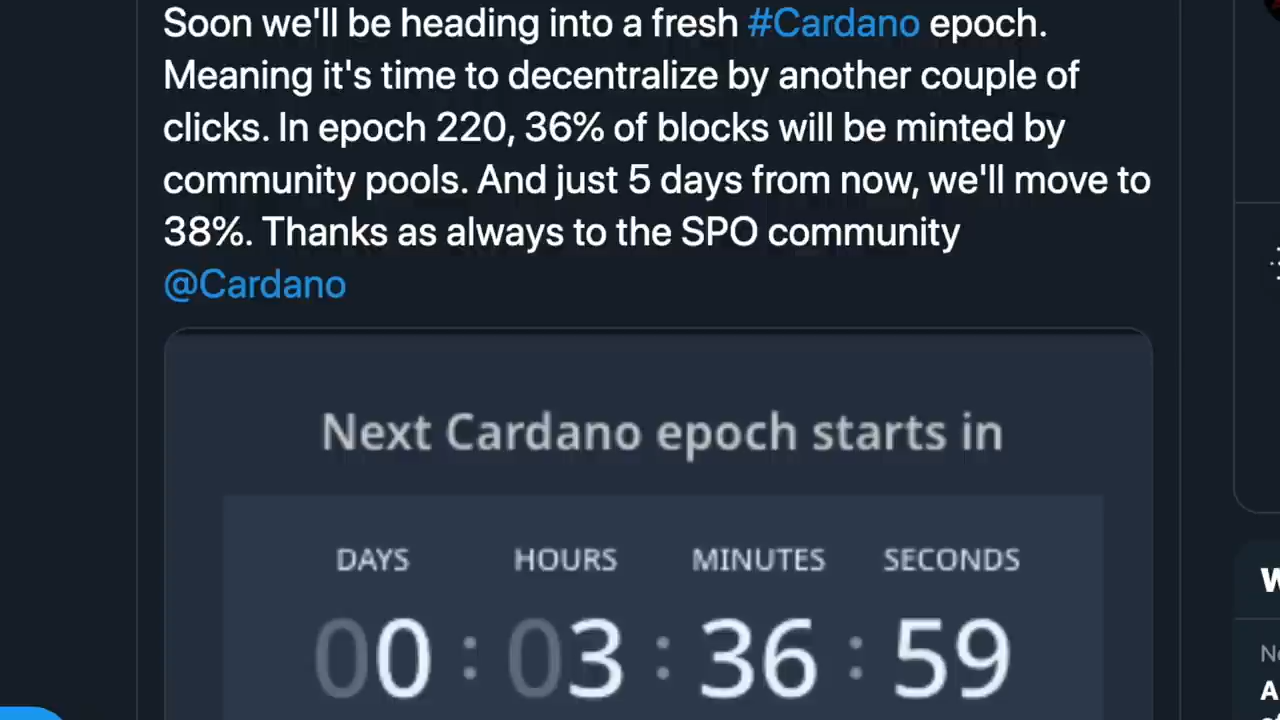 Soon we'll be heading into a fresh #Cardano epoch.
Meaning it's time to decentralize by another couple of
clicks. In epoch 220, 36% of blocks will be minted by
community pools. And just 5 days from now, we'll move to
38%. Thanks as always to the SPO community
@Cardano
Next Cardano epoch starts in
DAYS HOURS MINUTES SECONDS
00 : 03 : 36 : 59